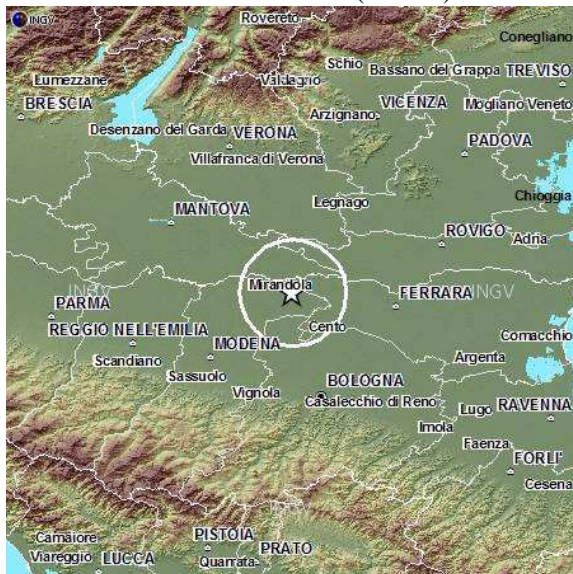 INGV
Rovereto
Conegliano
Lumezzane
Valdagno
Schio
Bassano del Grappa
TREVISO
BRESCIA
Arzignano
VICENZA
Mogliano Veneto
Desenzano del Garda
VERONA
PADOVA
Villafranca di Verona
Legnago
Chioggia
MANTOVA
ROVIGO
Adria
Mirandola
INGV
INGV
PARMA
FERRARA
REGGIO NELL'EMILIA
Cento
Comacchio
MODENA
Scandiano
Argenta
Sassuolo
Vignola
BOLOGNA
Casalecchio di Reno
Lugo
RAVENNA
Imola
Faenza
FORLI'
Cesena
Camaiore
PISTOIA
Viareggio
LUCCA
Quarrata
PRATO